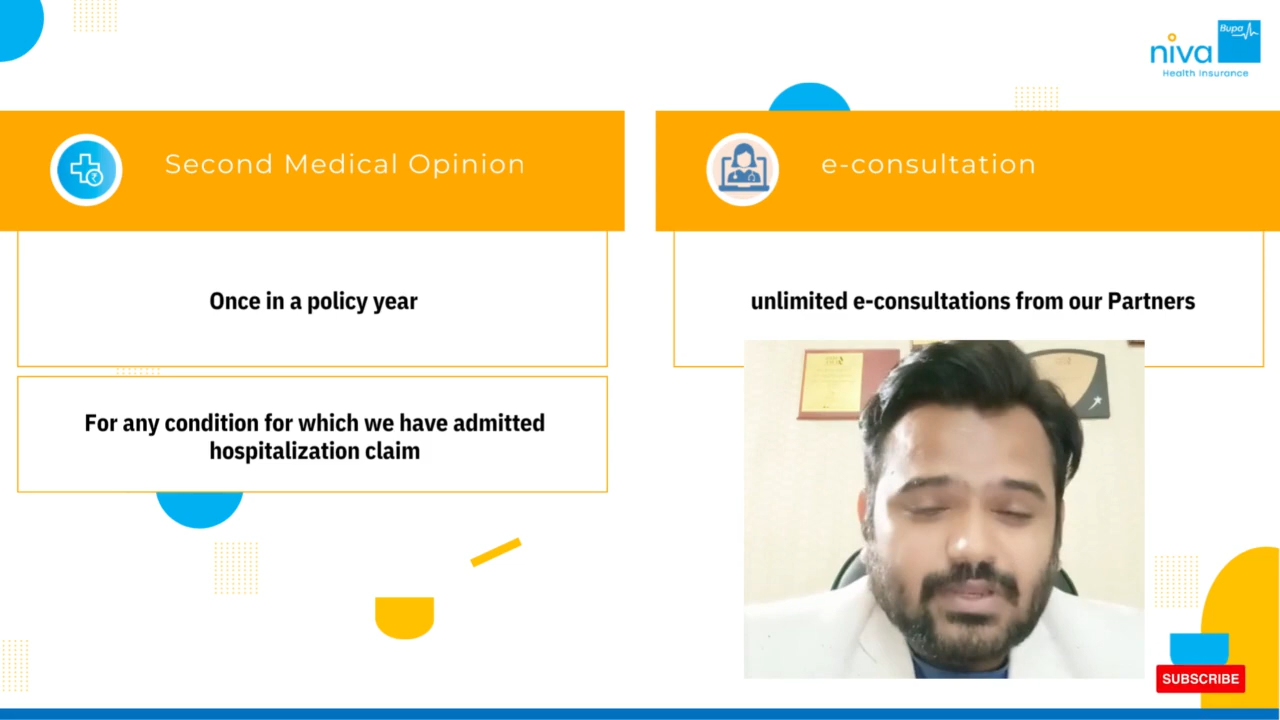 Bupa
niva
Health Insurance
Second Medical Opinion
e-consultation
Once in a policy year
unlimited e-consultations from our Partners
For any condition for which we have admitted
hospitalization claim
SUBSCRIBE